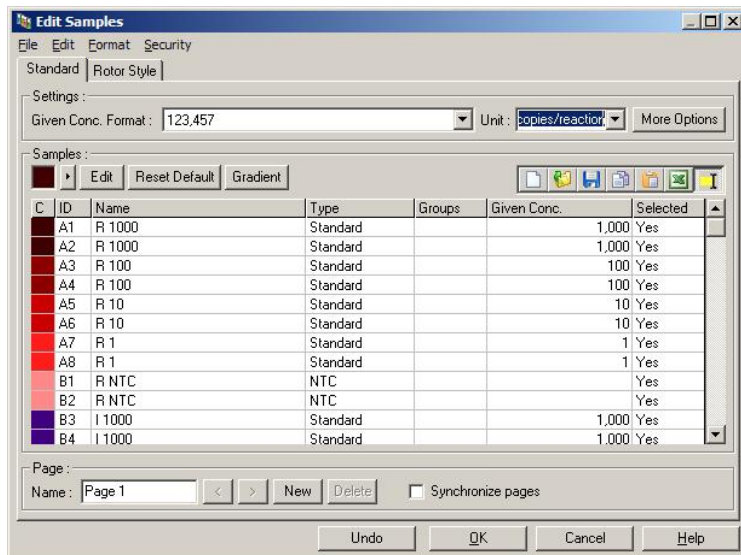 Edit Samples
File Edit Format Security
Standard Rotor Style
Settings :
Given Conc. Format : 123,457 Unit : copies/reaction More Options
Samples :
Edit Reset Default Gradient
C ID Name Type Groups Given Conc. Selected
A1 R 1000 Standard 1,000 Yes
A2 R 1000 Standard 1,000 Yes
A3 R 100 Standard 100 Yes
A4 R 100 Standard 100 Yes
A5 R 10 Standard 10 Yes
A6 R 10 Standard 10 Yes
A7 R 1 Standard 1 Yes
A8 R 1 Standard 1 Yes
B1 R NTC NTC Yes
B2 R NTC NTC Yes
B3 I 1000 Standard 1,000 Yes
B4 I 1000 Standard 1,000 Yes
Page :
Name : Page 1 < > New Delete Synchronize pages
Undo OK Cancel Help